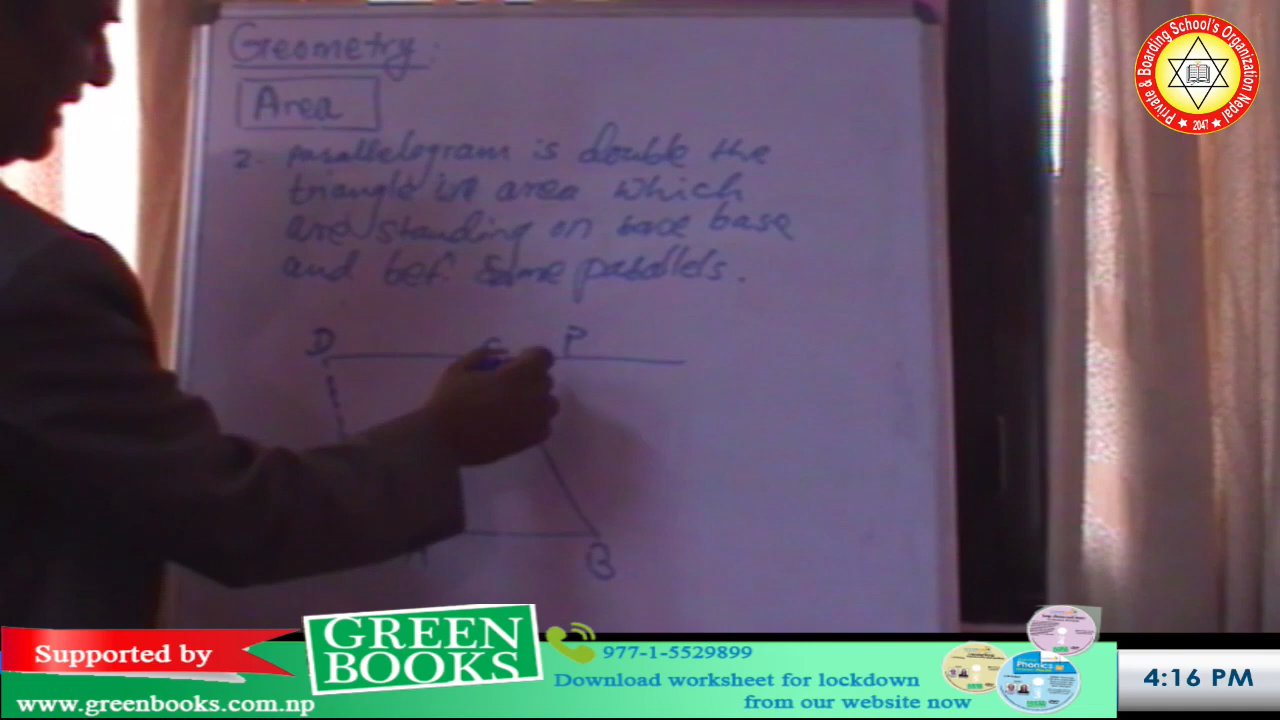 Geometry:
Area
2. parallelogram is double the
triangle in area which
are standing on same base
and bet. same parallels.
D C P
A B
Private & Boarding School's Organization Nepal
2047
Supported by
GREEN
BOOKS
977-1-5529899
Download worksheet for lockdown
from our website now
www.greenbooks.com.np
Phonics
4:16 PM